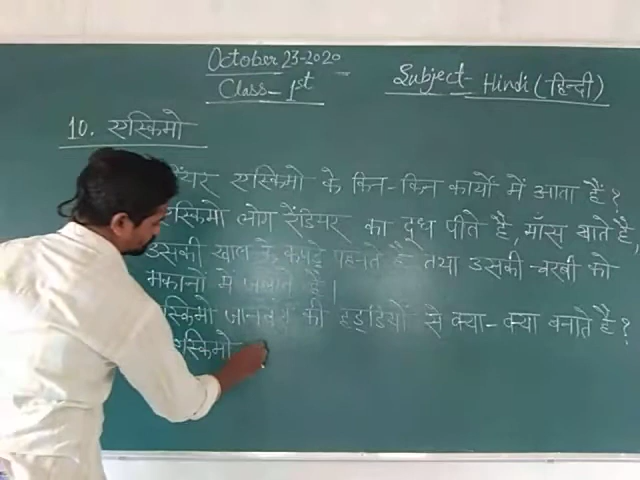 October 23-2020
Class- 1st
Subject- Hindi (हिन्दी)
10. एस्किमो
एस्किमो के किन-किन कार्यो में आता हैं?
एस्किमो लोग रेंडियर का दूध पीते है, माँस खाते है,
उसकी खाल के कपड़े पहनते है तथा उसकी चरबी को
मकानों में जलाते है।
एस्किमो जानवरों की हड्डियों से क्या-क्या बनाते है?
एस्किमो